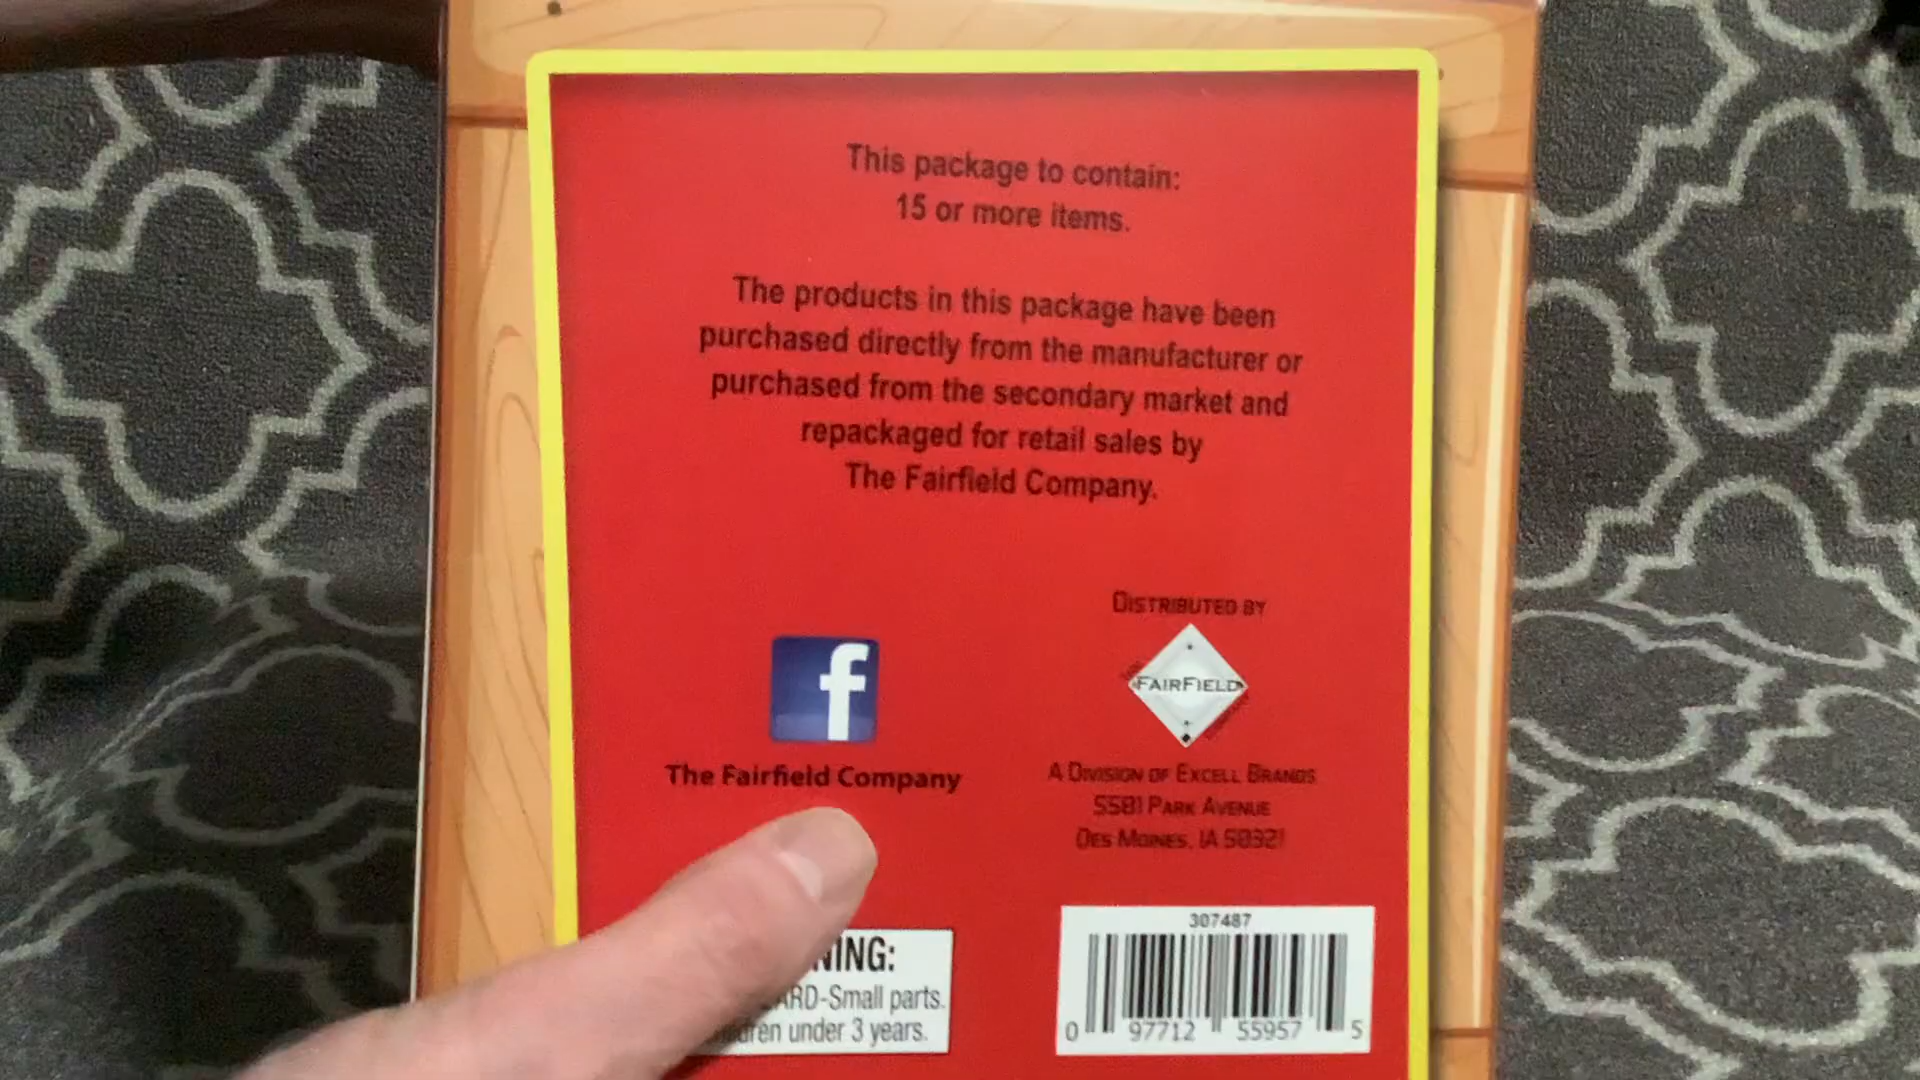 This package to contain:
15 or more items.
The products in this package have been
purchased directly from the manufacturer or
purchased from the secondary market and
repackaged for retail sales by
The Fairfield Company.
f
The Fairfield Company
DISTRIBUTED BY
FAIRFIELD
A DIVISION OF EXCELL BRANDS
5581 PARK AVENUE
DES MOINES, IA 50321
NING:
ARD-Small parts.
dren under 3 years.
307487
0 97712 55957 5